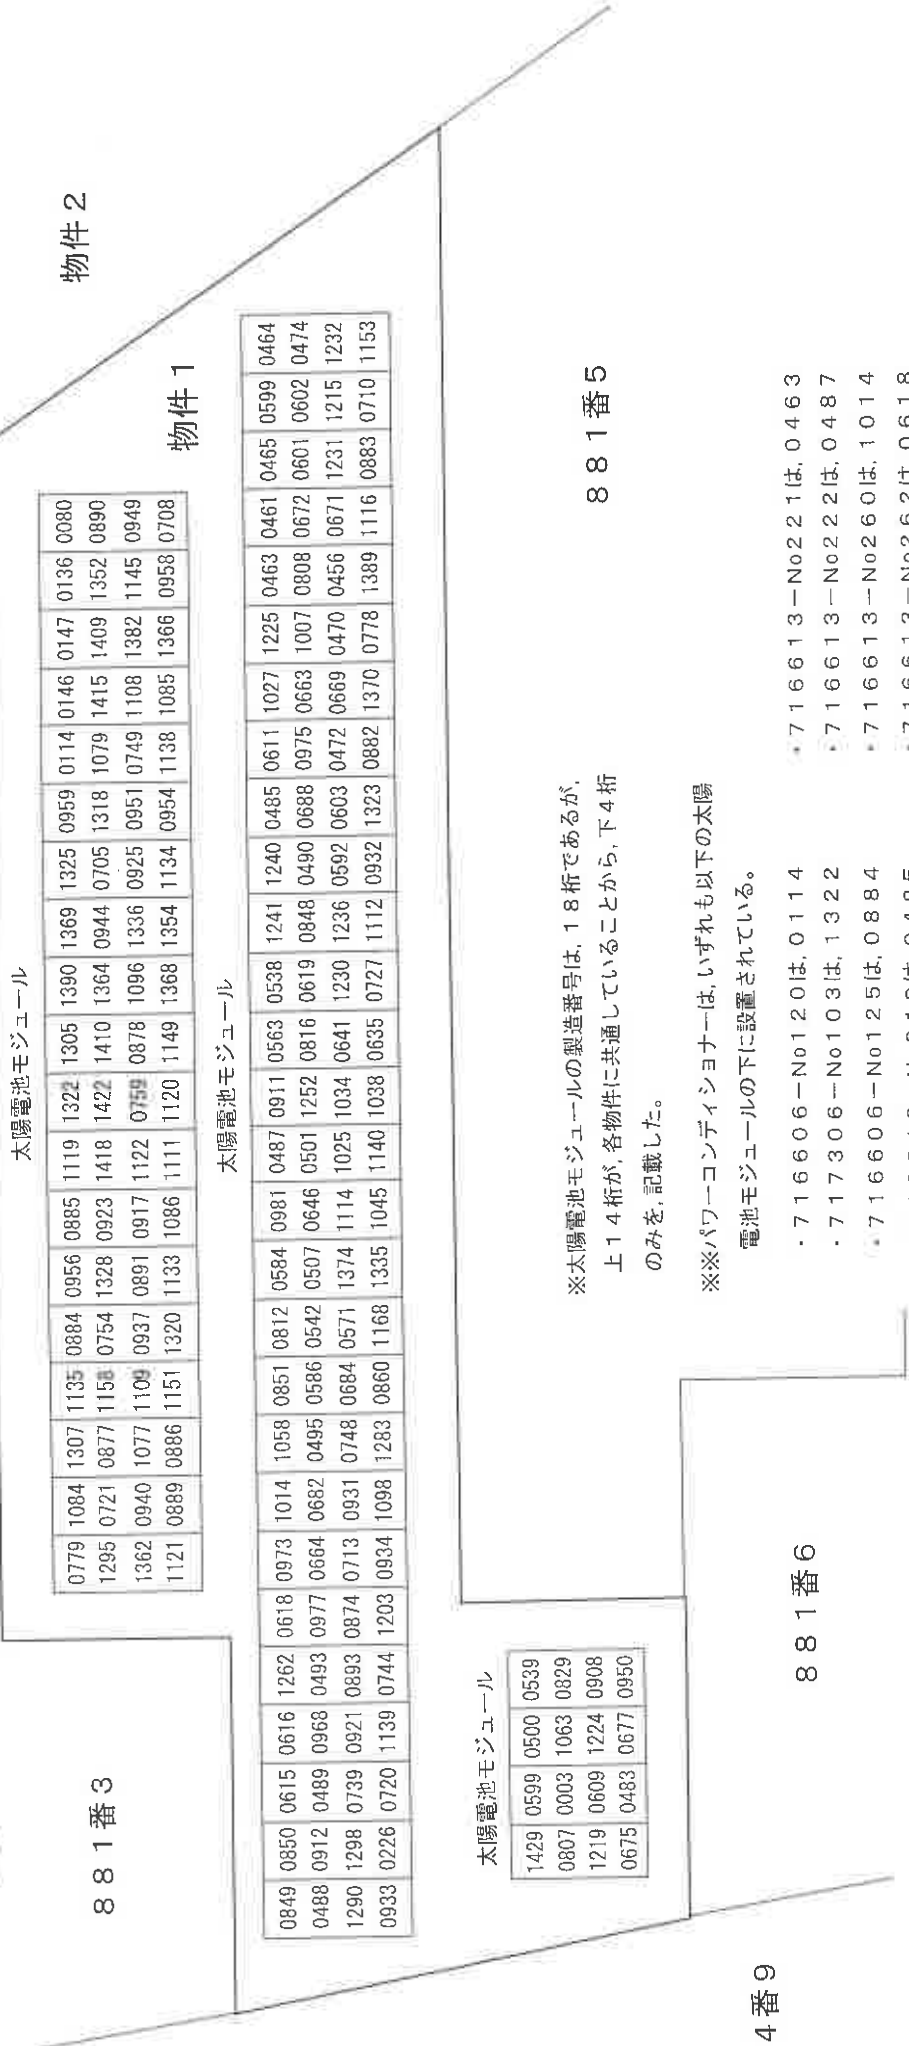 物件2
881番3
太陽電池モジュール
0779 1084 1307 1135 0884 0956 0885 1119 1322 1305 1390 1369 1325 0959 0114 0146 0147 0136 0080
1295 0721 0877 1158 0754 1328 0923 1418 1422 1410 1364 0944 0705 1318 1079 1415 1409 1352 0890
1362 0940 1077 1109 0937 0891 0917 1122 0759 0878 1096 1336 0925 0951 0749 1108 1382 1145 0949
1121 0889 0886 1151 1320 1133 1086 1111 1120 1149 1368 1354 1134 0954 1138 1085 1366 0958 0708
物件1
太陽電池モジュール
0849 0850 0615 0616 1262 0618 0973 1014 1058 0851 0812 0584 0981 0487 0911 0563 0538 1241 1240 0485 0611 1027 1225 0463 0461 0465 0599 0464
0488 0912 0489 0968 0493 0977 0664 0682 0495 0586 0542 0507 0646 0501 1252 0816 0619 0848 0490 0688 0975 0663 1007 0808 0672 0601 0602 0474
1290 1298 0739 0921 0893 0874 0713 0931 0748 0684 0571 1374 1114 1025 1034 0641 1230 1236 0592 0603 0472 0669 0470 0456 0671 1231 1215 1232
0933 0226 0720 1139 0744 1203 0934 1098 1283 0860 1168 1335 1045 1140 1038 0635 0727 1112 0932 1323 0882 1370 0778 1389 1116 0883 0710 1153
太陽電池モジュール
1429 0599 0500 0539
0807 0003 1063 0829
1219 0609 1224 0908
0675 0483 0677 0950
881番5
※太陽電池モジュールの製造番号は,18桁であるが,
上14桁が,各物件に共通していることから,下4桁
のみを,記載した。
※※パワーコンディショナーは,いずれも以下の太陽
電池モジュールの下に設置されている。
・716606-No120は,0114
・717306-No103は,1322
・716606-No125は,0884
・716613-No221は,0463
・716613-No222は,0487
・716613-No260は,1014
・716613-No262は,0618
881番6
4番9